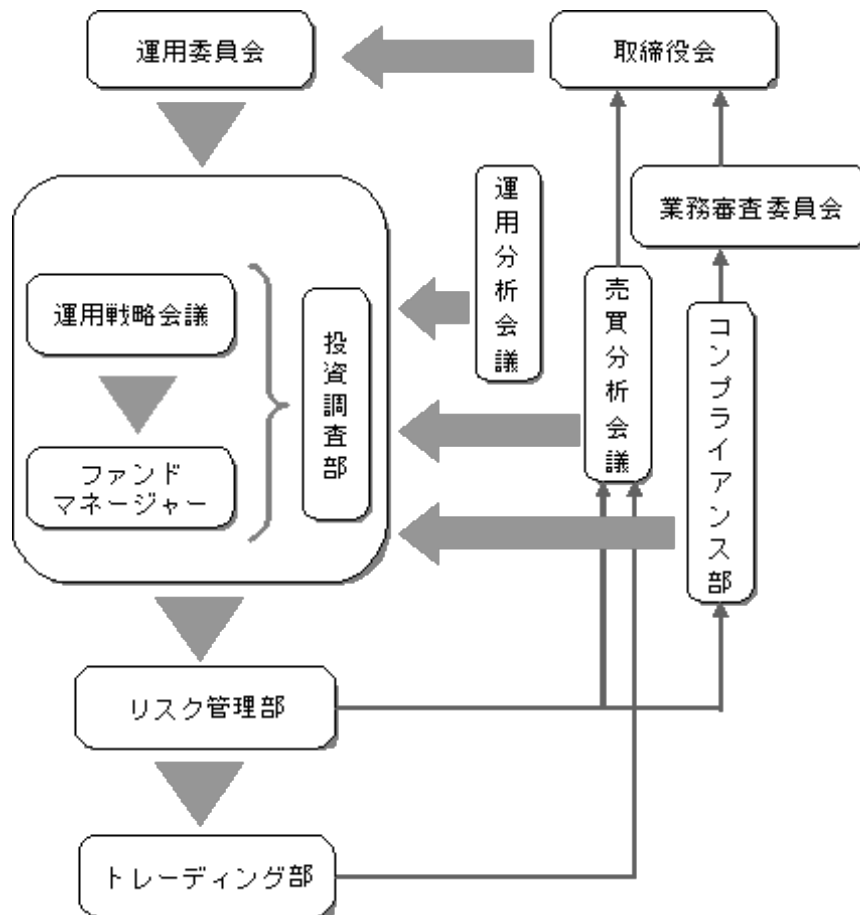 運用委員会
取締役会
運用分析会議
業務審査委員会
売買分析会議
運用戦略会議
投資調査部
コンプライアンス部
ファンド
マネージャー
リスク管理部
トレーディング部